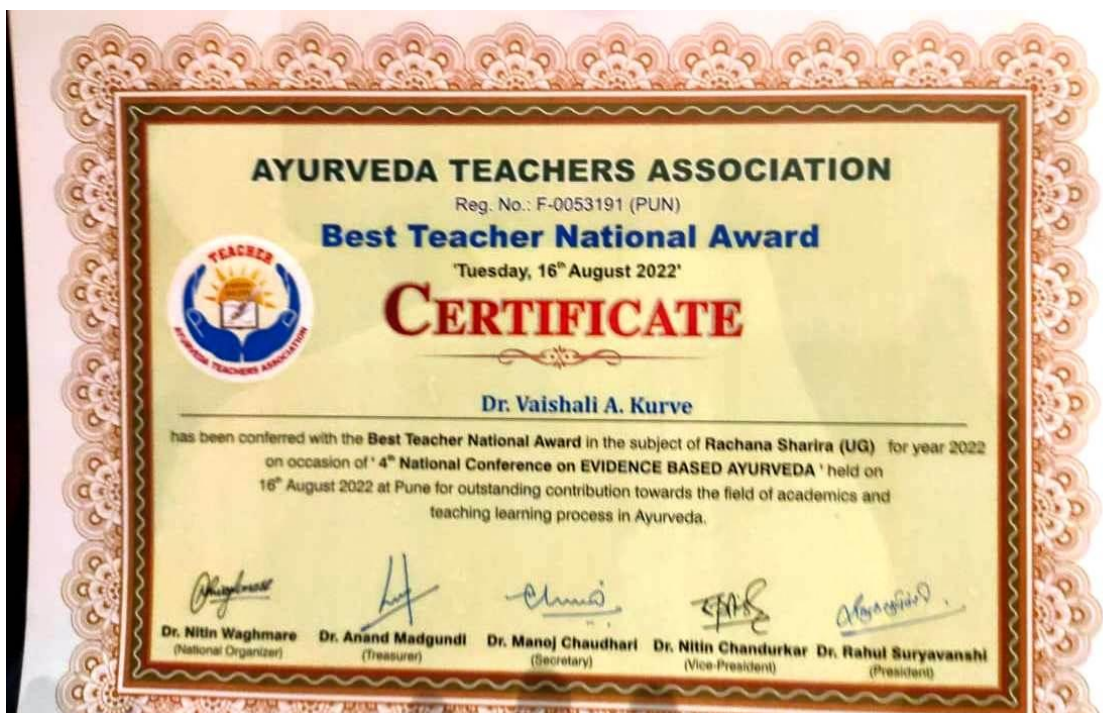 AYURVEDA TEACHERS ASSOCIATION
Reg. No.: F-0053191 (PUN)
Best Teacher National Award
'Tuesday, 16th August 2022'
CERTIFICATE
TEACHER
AYURVEDA TEACHERS ASSOCIATION
Dr. Vaishali A. Kurve
has been conferred with the Best Teacher National Award in the subject of Rachana Sharira (UG) for year 2022
on occasion of ' 4th National Conference on EVIDENCE BASED AYURVEDA ' held on
16th August 2022 at Pune for outstanding contribution towards the field of academics and
teaching learning process in Ayurveda.
Dr. Nitin Waghmare Dr. Anand Madgundi Dr. Manoj Chaudhari Dr. Nitin Chandurkar Dr. Rahul Suryavanshi
(National Organizer) (Treasurer) (Secretary) (Vice-President) (President)